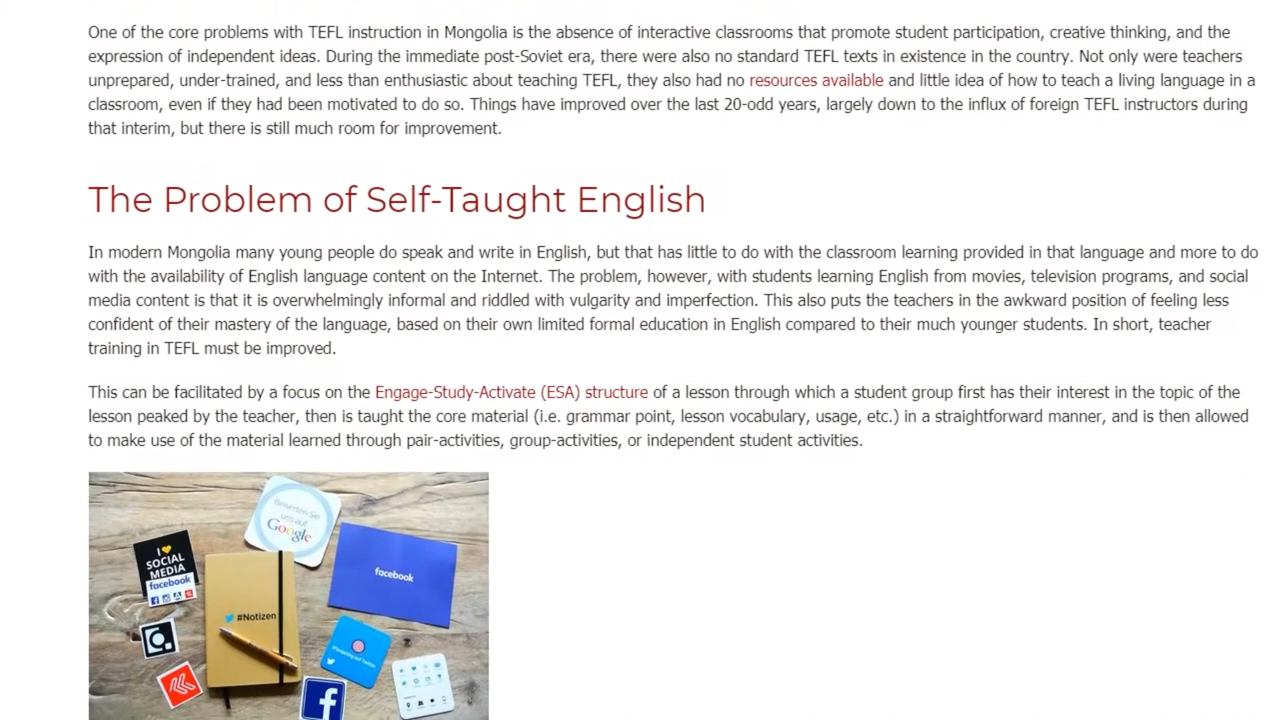 One of the core problems with TEFL instruction in Mongolia is the absence of interactive classrooms that promote student participation, creative thinking, and the
expression of independent ideas. During the immediate post-Soviet era, there were also no standard TEFL texts in existence in the country. Not only were teachers
unprepared, under-trained, and less than enthusiastic about teaching TEFL, they also had no resources available and little idea of how to teach a living language in a
classroom, even if they had been motivated to do so. Things have improved over the last 20-odd years, largely down to the influx of foreign TEFL instructors during
that interim, but there is still much room for improvement.
The Problem of Self-Taught English
In modern Mongolia many young people do speak and write in English, but that has little to do with the classroom learning provided in that language and more to do
with the availability of English language content on the Internet. The problem, however, with students learning English from movies, television programs, and social
media content is that it is overwhelmingly informal and riddled with vulgarity and imperfection. This also puts the teachers in the awkward position of feeling less
confident of their mastery of the language, based on their own limited formal education in English compared to their much younger students. In short, teacher
training in TEFL must be improved.
This can be facilitated by a focus on the Engage-Study-Activate (ESA) structure of a lesson through which a student group first has their interest in the topic of the
lesson peaked by the teacher, then is taught the core material (i.e. grammar point, lesson vocabulary, usage, etc.) in a straightforward manner, and is then allowed
to make use of the material learned through pair-activities, group-activities, or independent student activities.
Bewerten Sie
uns auf
Google
I
SOCIAL
MEDIA
facebook
facebook
#Notizen
#Targeting auf Twitter